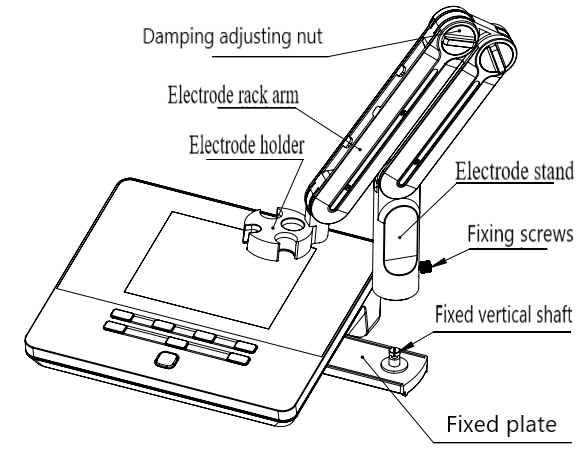 Damping adjusting nut
Electrode rack arm
Electrode holder
Electrode stand
Fixing screws
Fixed vertical shaft
Fixed plate